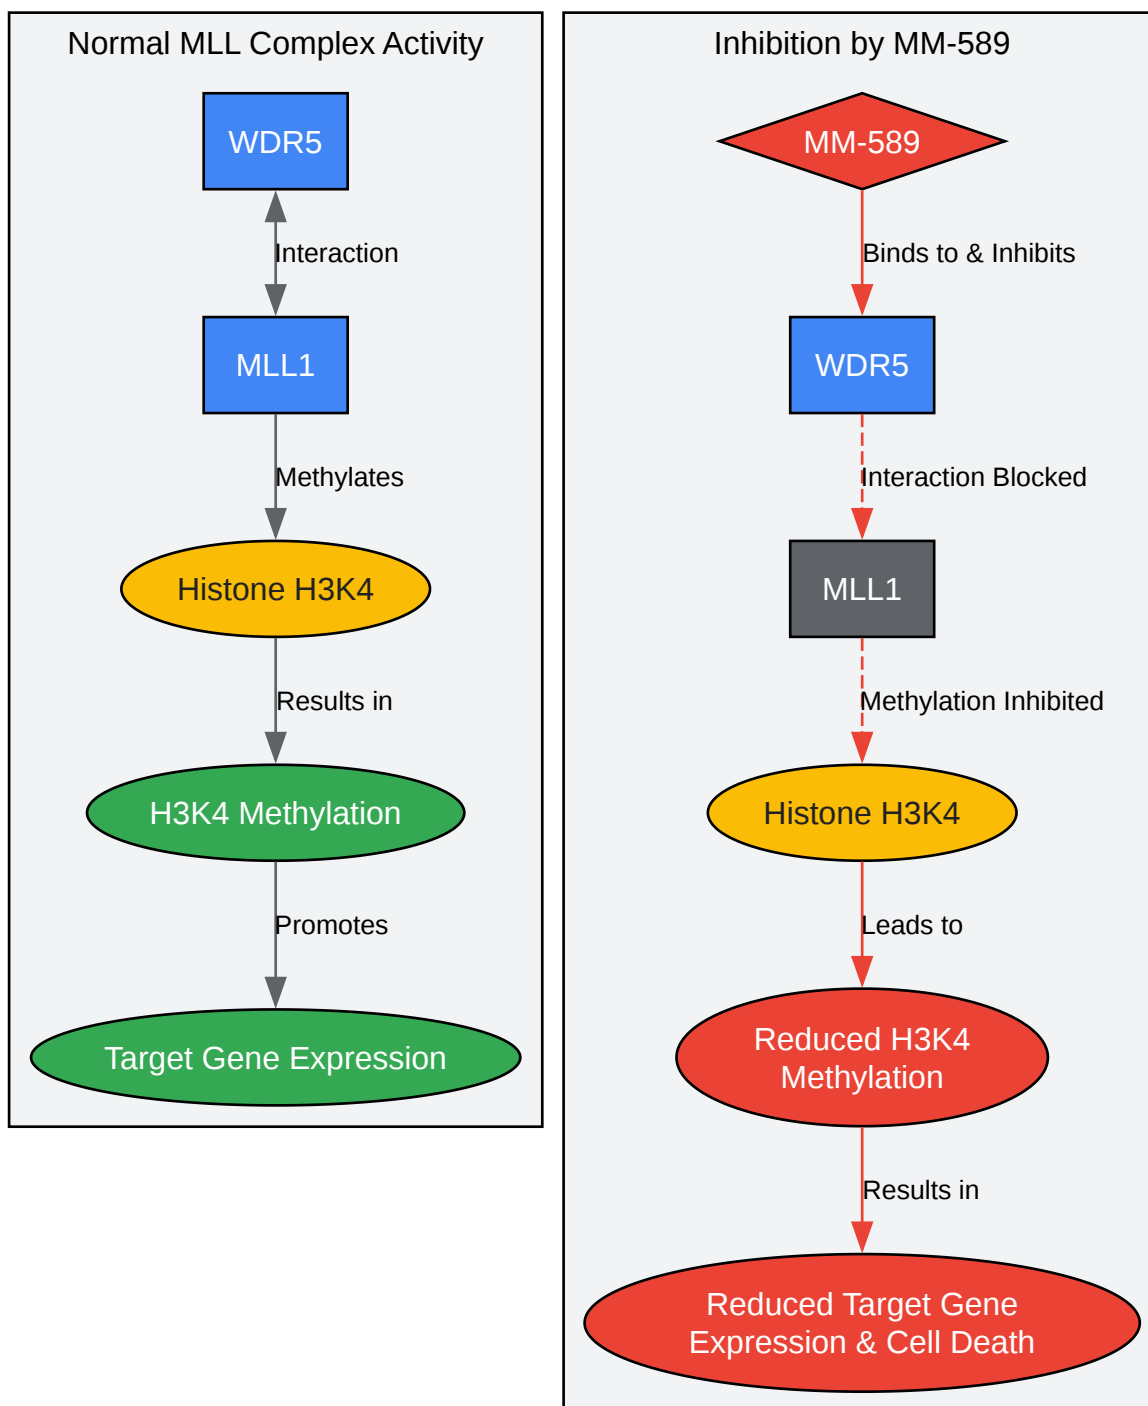 Normal MLL Complex Activity
WDR5
Interaction
MLL1
Methylates
Histone H3K4
Results in
H3K4 Methylation
Promotes
Target Gene Expression
Inhibition by MM-589
MM-589
Binds to & Inhibits
WDR5
Interaction Blocked
MLL1
Methylation Inhibited
Histone H3K4
Leads to
Reduced H3K4
Methylation
Results in
Reduced Target Gene
Expression & Cell Death